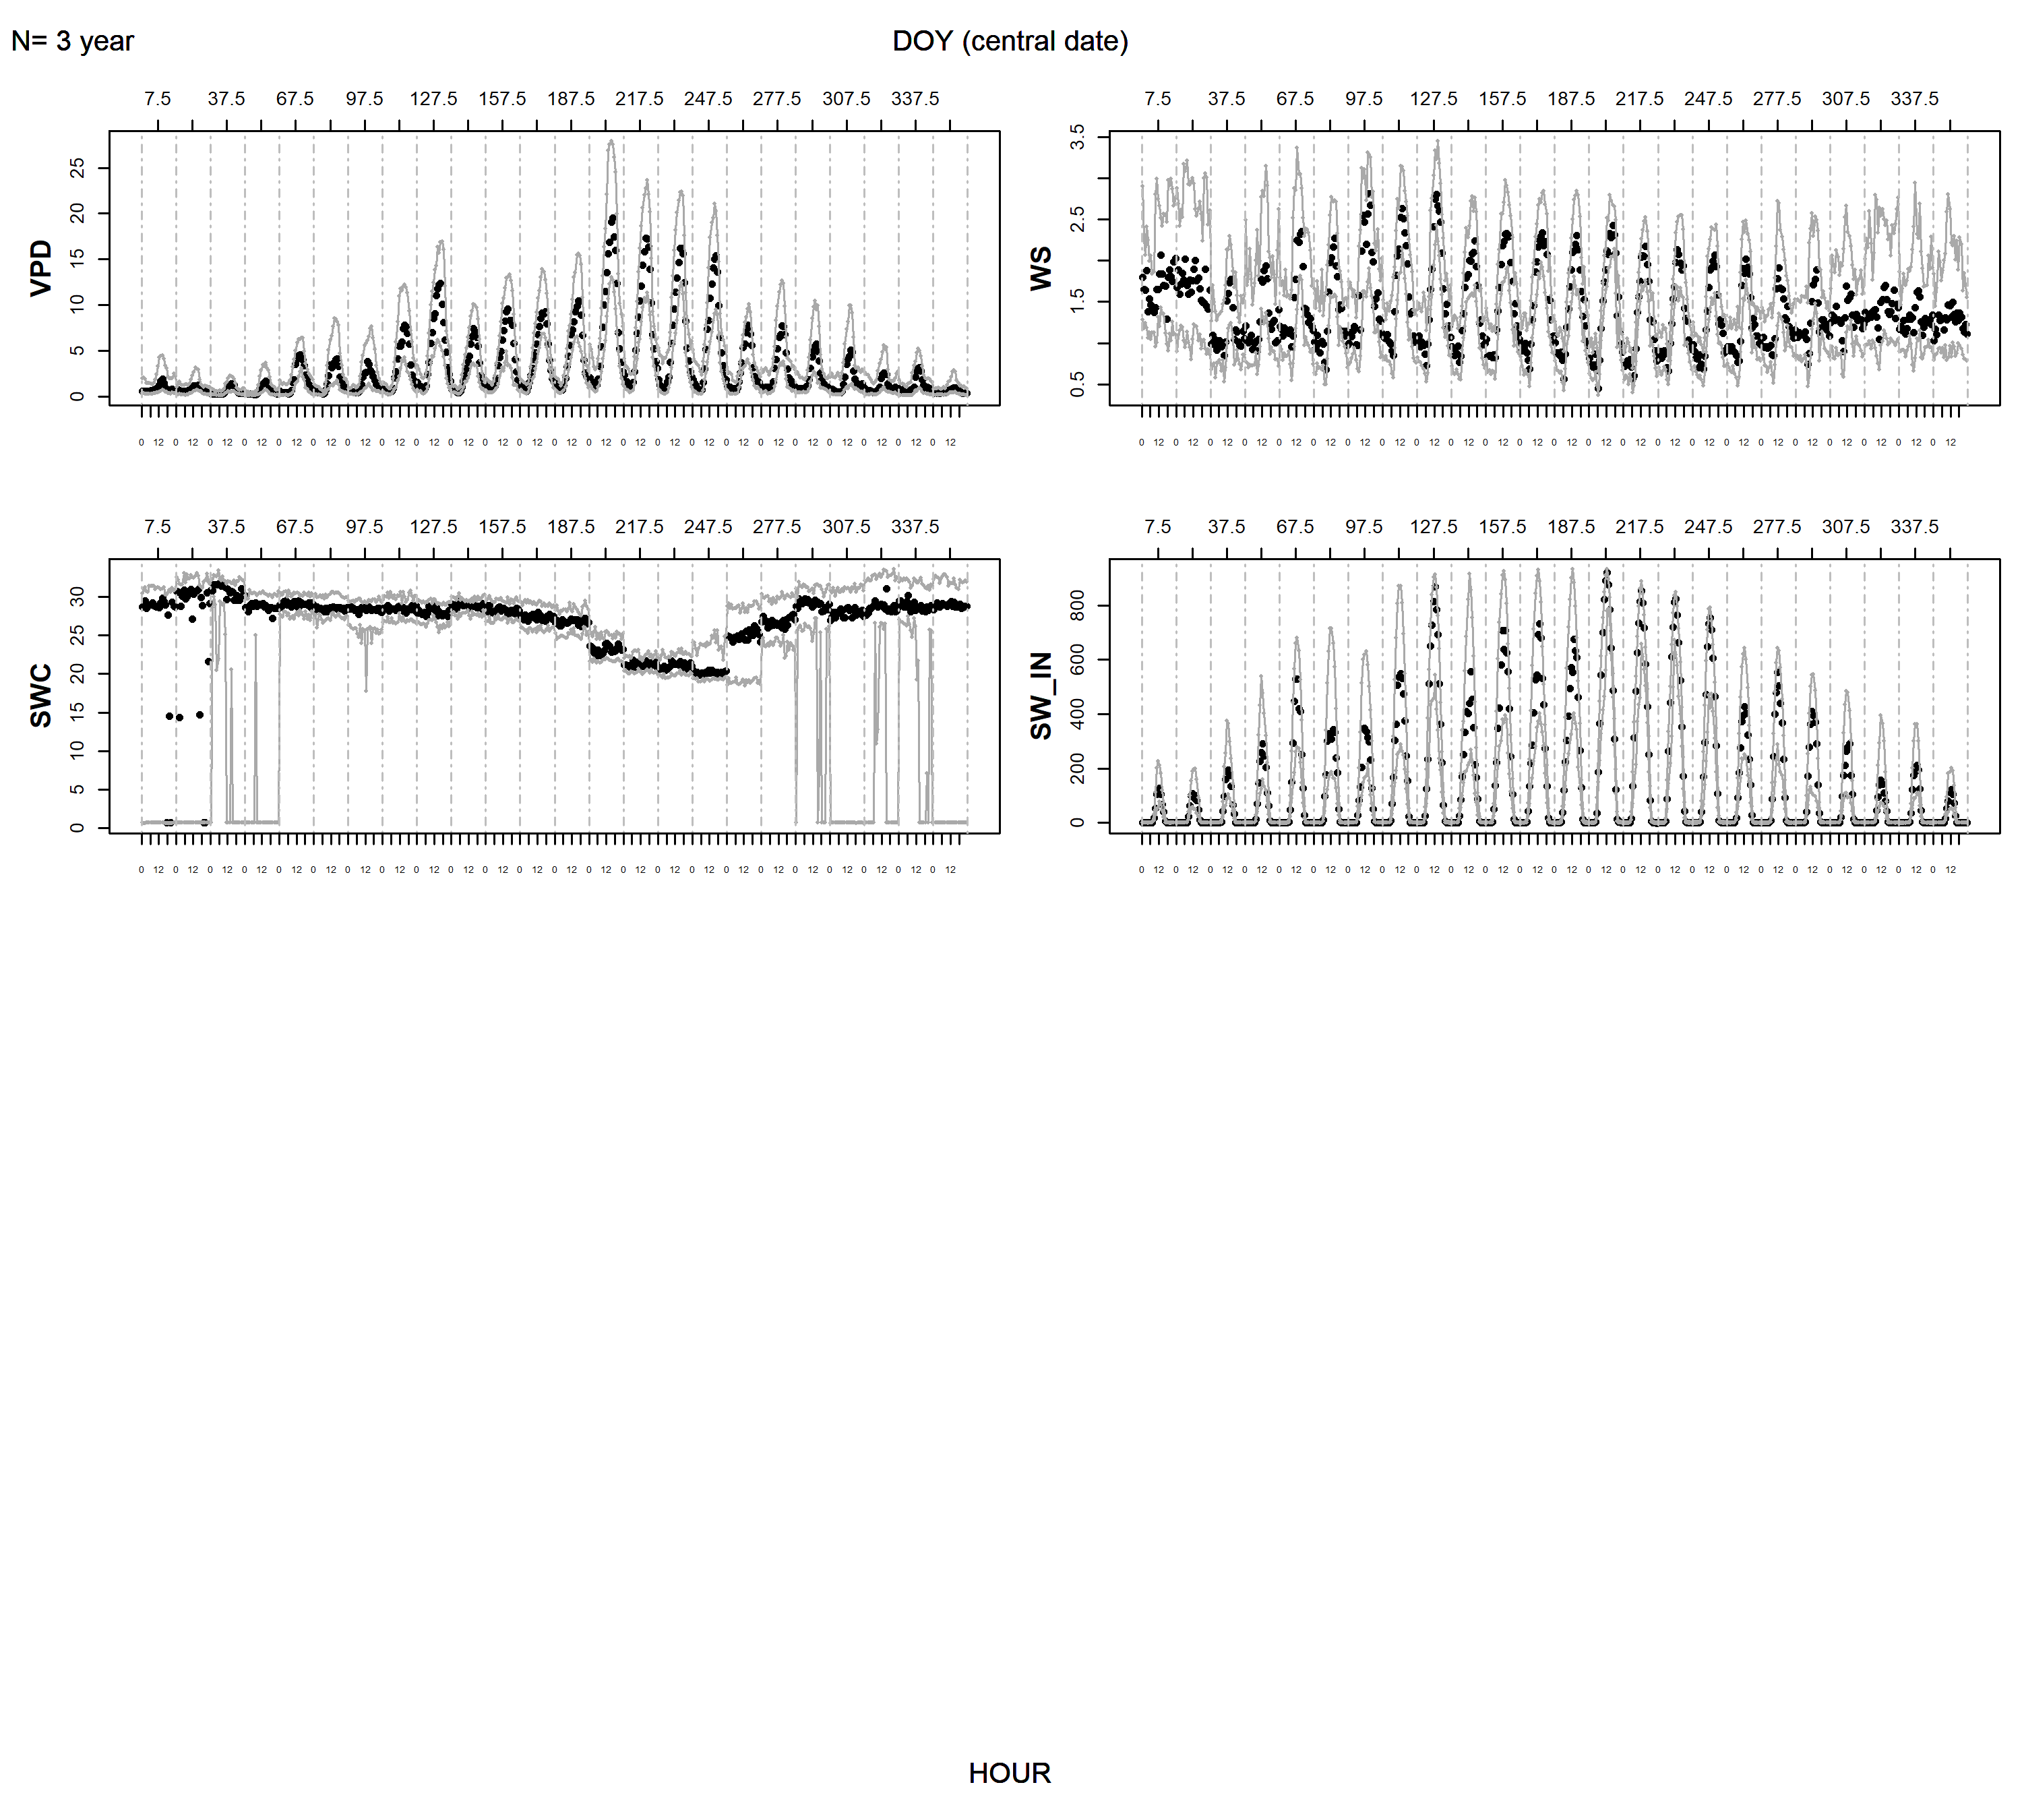 N= 3 year
DOY (central date)
7.5 37.5 67.5 97.5 127.5 157.5 187.5 217.5 247.5 277.5 307.5 337.5
VPD
0 5 10 15 20 25
0 12 0 12 0 12 0 12 0 12 0 12 0 12 0 12 0 12 0 12 0 12 0 12 0 12 0 12 0 12 0 12 0 12 0 12 0 12 0 12 0 12 0 12 0 12 0 12
7.5 37.5 67.5 97.5 127.5 157.5 187.5 217.5 247.5 277.5 307.5 337.5
WS
0.5 1.5 2.5 3.5
0 12 0 12 0 12 0 12 0 12 0 12 0 12 0 12 0 12 0 12 0 12 0 12 0 12 0 12 0 12 0 12 0 12 0 12 0 12 0 12 0 12 0 12 0 12 0 12
7.5 37.5 67.5 97.5 127.5 157.5 187.5 217.5 247.5 277.5 307.5 337.5
SWC
0 5 10 15 20 25 30
0 12 0 12 0 12 0 12 0 12 0 12 0 12 0 12 0 12 0 12 0 12 0 12 0 12 0 12 0 12 0 12 0 12 0 12 0 12 0 12 0 12 0 12 0 12 0 12
7.5 37.5 67.5 97.5 127.5 157.5 187.5 217.5 247.5 277.5 307.5 337.5
SW_IN
0 200 400 600 800
0 12 0 12 0 12 0 12 0 12 0 12 0 12 0 12 0 12 0 12 0 12 0 12 0 12 0 12 0 12 0 12 0 12 0 12 0 12 0 12 0 12 0 12 0 12 0 12
HOUR